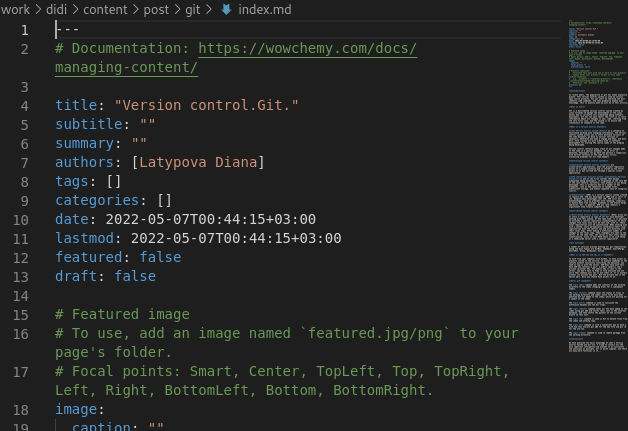 work > didi > content > post > git > index.md
1 ---
2 # Documentation: https://wowchemy.com/docs/
managing-content/
3
4 title: "Version control.Git."
5 subtitle: ""
6 summary: ""
7 authors: [Latypova Diana]
8 tags: []
9 categories: []
10 date: 2022-05-07T00:44:15+03:00
11 lastmod: 2022-05-07T00:44:15+03:00
12 featured: false
13 draft: false
14
15 # Featured image
16 # To use, add an image named `featured.jpg/png` to your
page's folder.
17 # Focal points: Smart, Center, TopLeft, Top, TopRight,
Left, Right, BottomLeft, Bottom, BottomRight.
18 image:
19 caption: ""